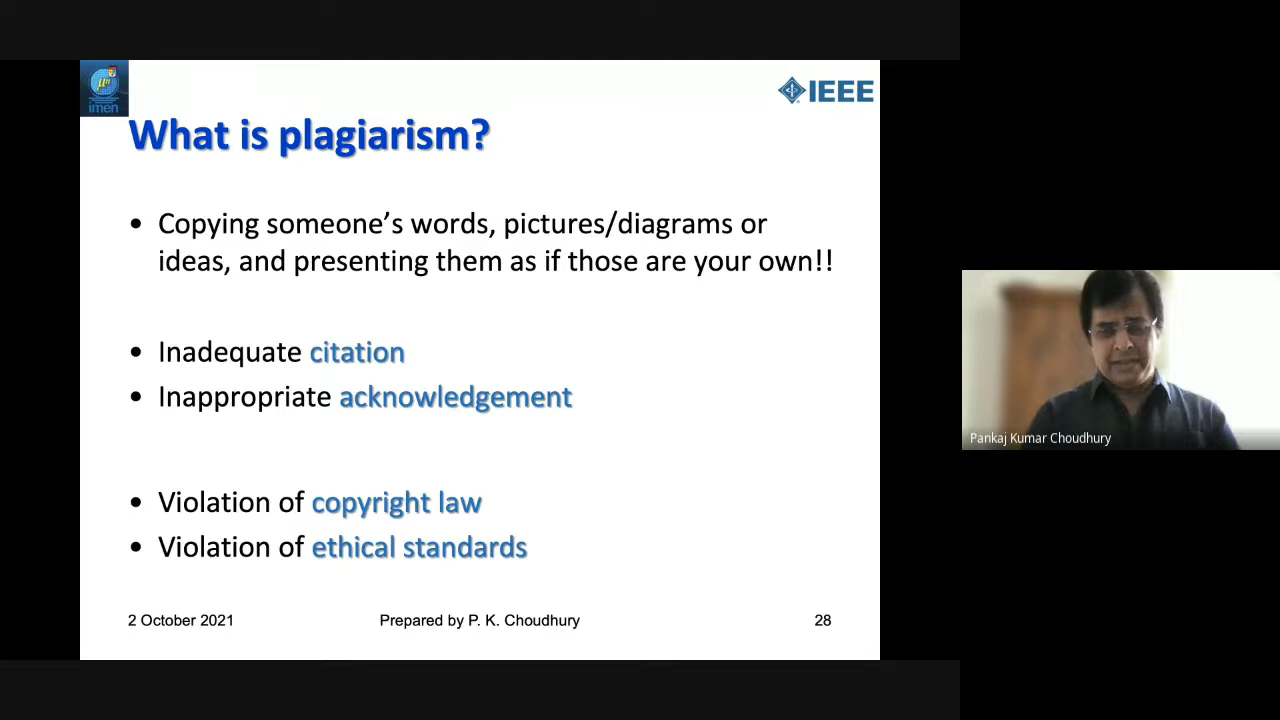 imen
IEEE
What is plagiarism?
• Copying someone’s words, pictures/diagrams or
ideas, and presenting them as if those are your own!!
• Inadequate citation
• Inappropriate acknowledgement
• Violation of copyright law
• Violation of ethical standards
2 October 2021 Prepared by P. K. Choudhury 28
Pankaj Kumar Choudhury